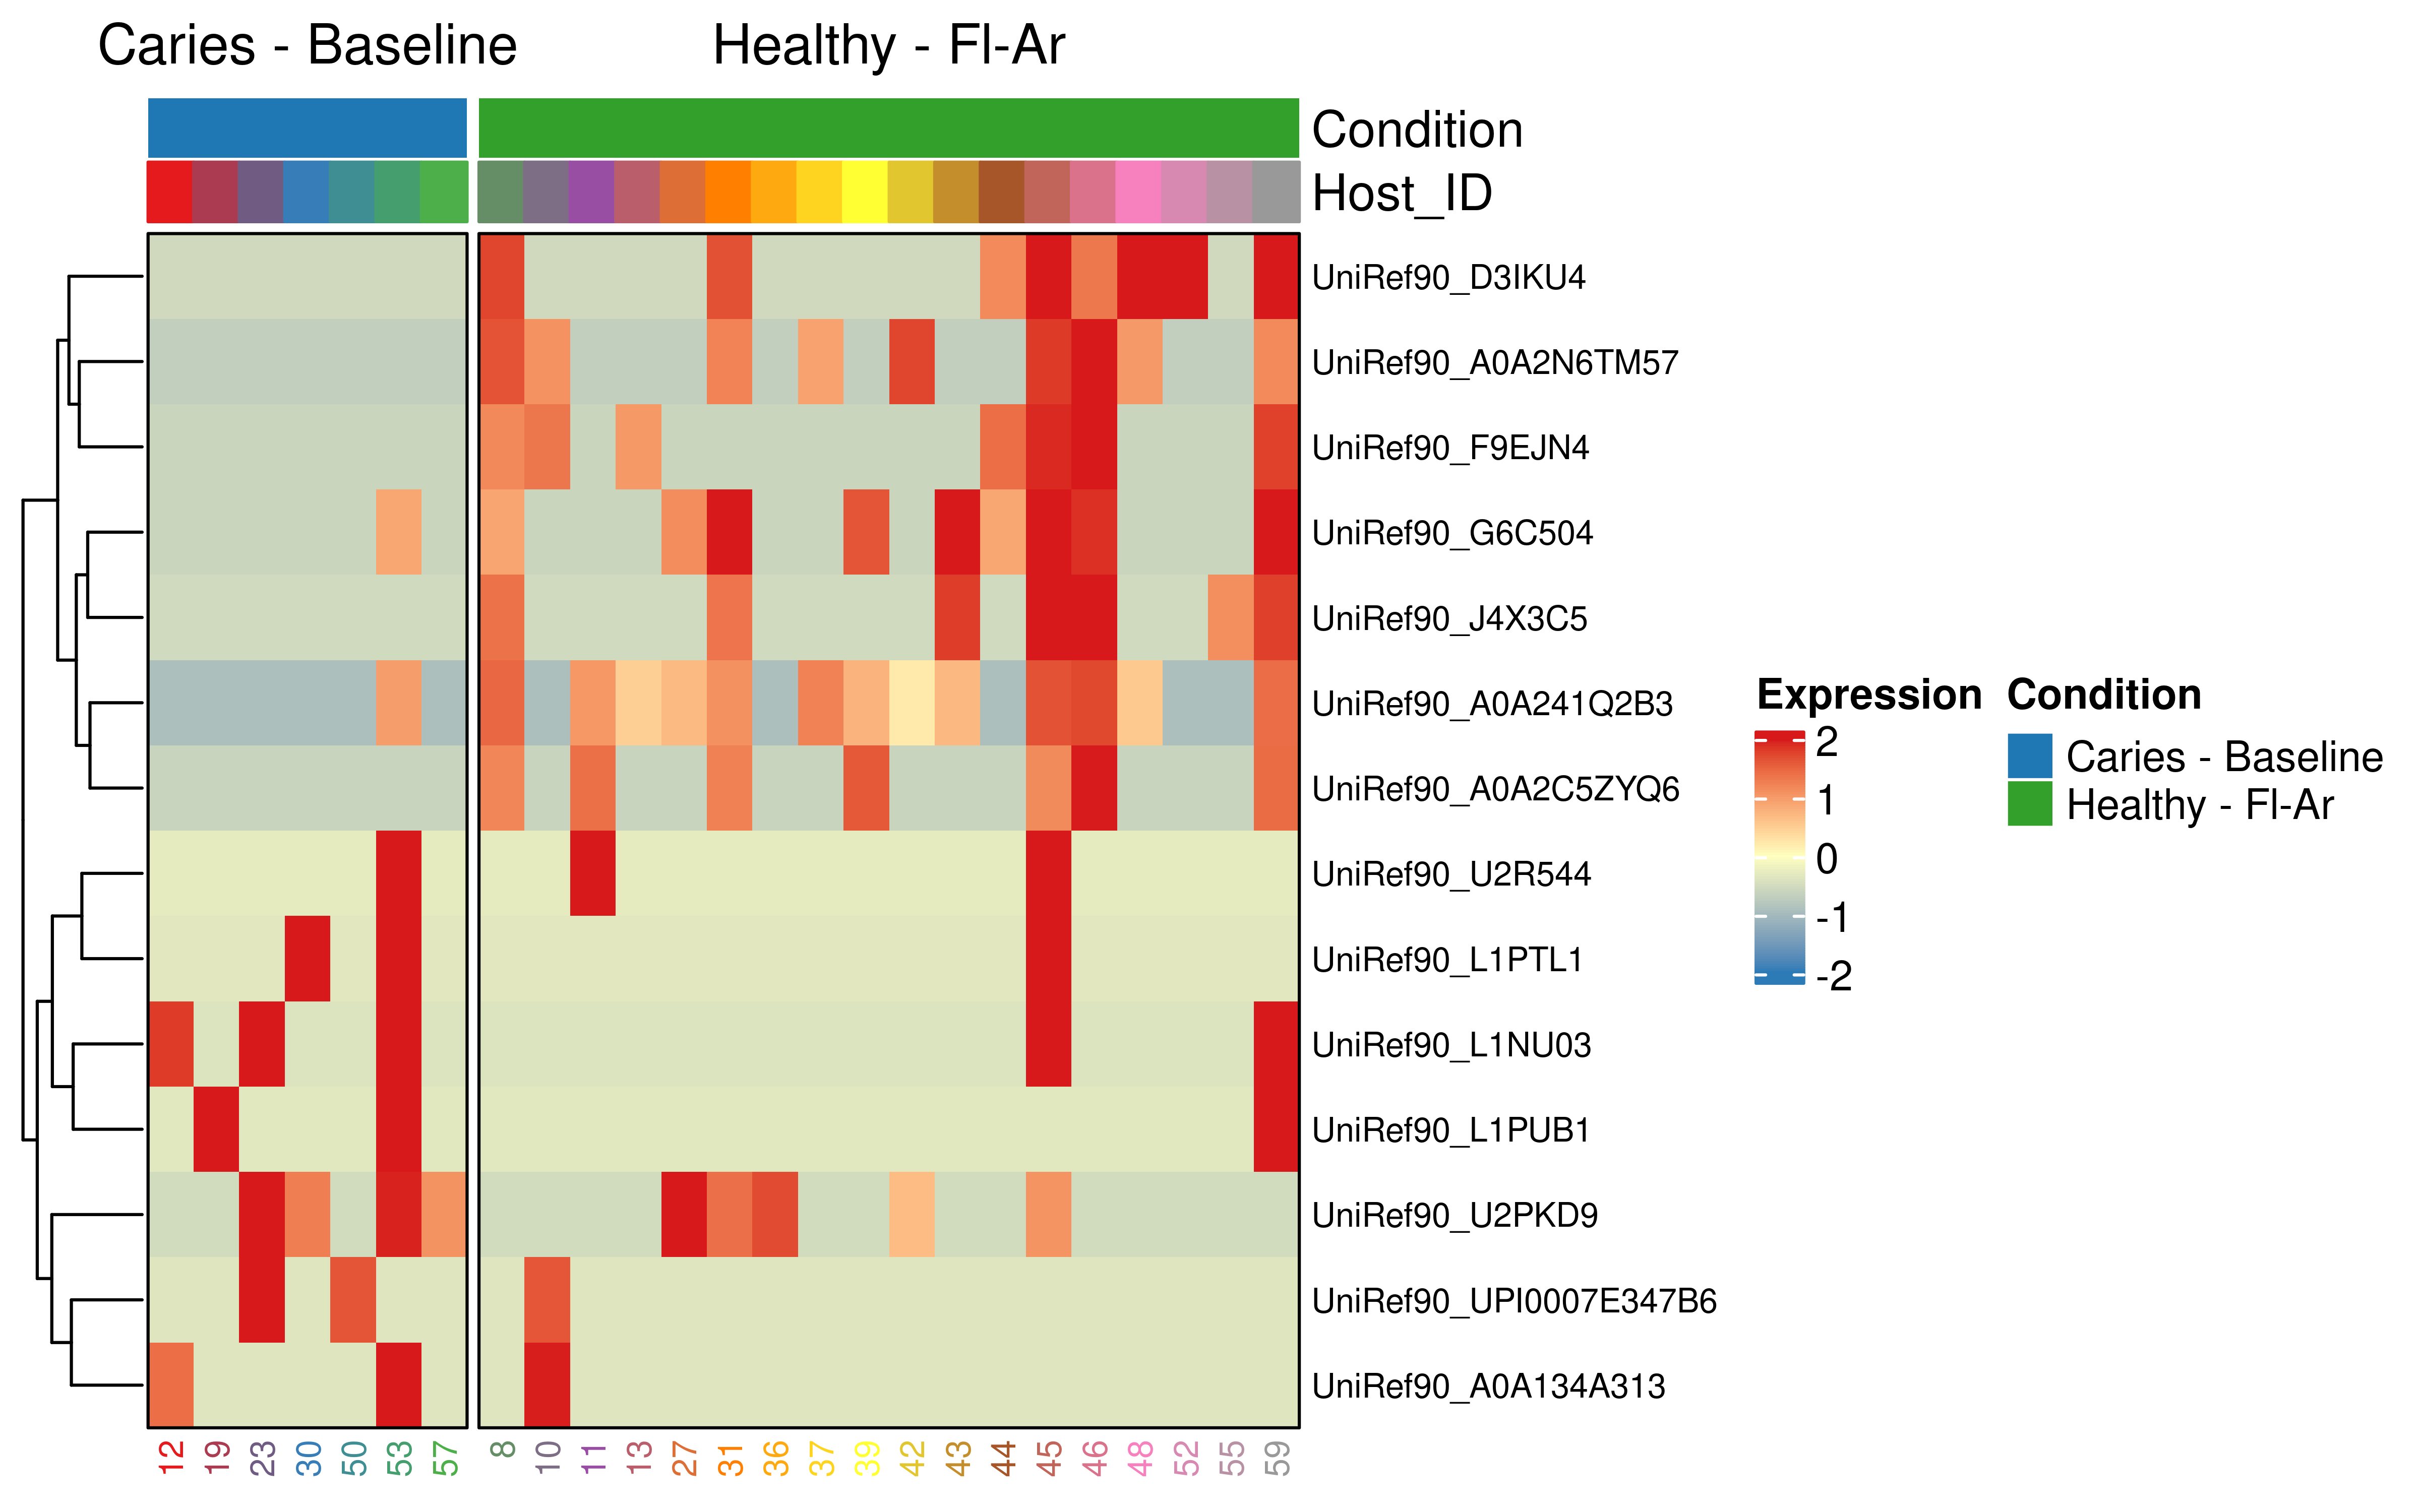 Caries - Baseline
Healthy - Fl-Ar
Condition
Host_ID
UniRef90_D3IKU4
UniRef90_A0A2N6TM57
UniRef90_F9EJN4
UniRef90_G6C504
UniRef90_J4X3C5
UniRef90_A0A241Q2B3
UniRef90_A0A2C5ZYQ6
UniRef90_U2R544
UniRef90_L1PTL1
UniRef90_L1NU03
UniRef90_L1PUB1
UniRef90_U2PKD9
UniRef90_UPI0007E347B6
UniRef90_A0A134A313
12 19 23 30 50 53 57 8 10 11 13 27 31 36 37 39 42 43 44 45 46 48 52 55 59
Expression
2
1
0
-1
-2
Condition
Caries - Baseline
Healthy - Fl-Ar